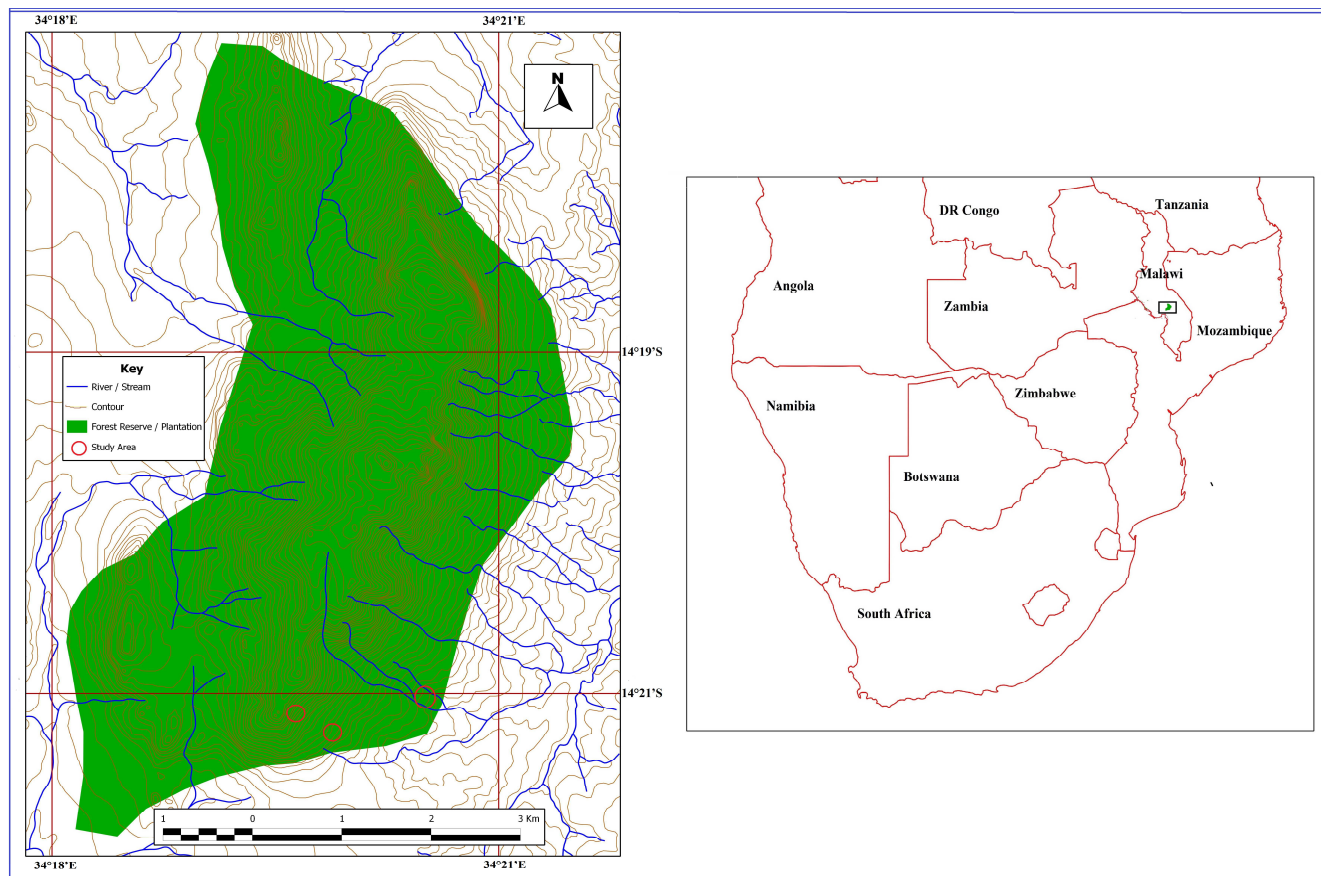 34°18'E
34°21'E
N
14°19'S
Key
River / Stream
Contour
Forest Reserve / Plantation
Study Area
14°21'S
1 0 1 2 3 Km
34°18'E
34°21'E
DR Congo
Tanzania
Angola
Malawi
Zambia
Mozambique
Namibia
Zimbabwe
Botswana
South Africa